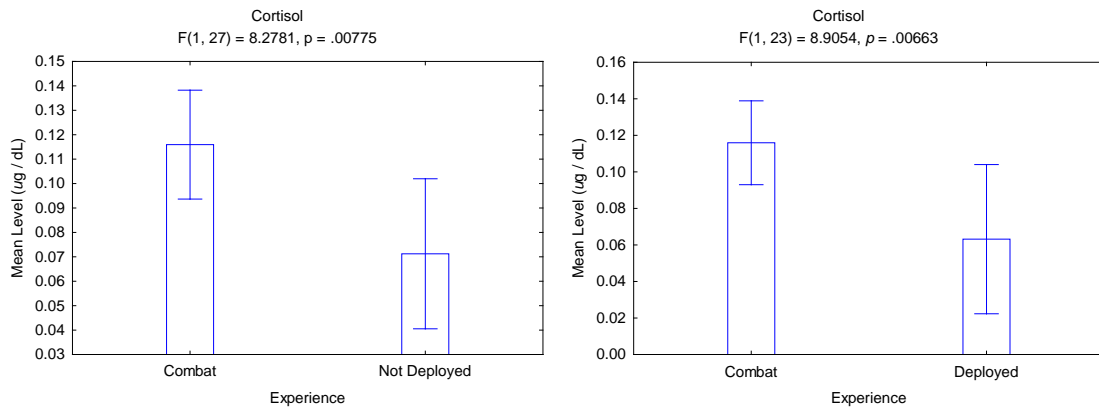 Cortisol
F(1, 27) = 8.2781, p = .00775
Mean Level (ug / dL)
0.15
0.14
0.13
0.12
0.11
0.10
0.09
0.08
0.07
0.06
0.05
0.04
0.03
Combat Not Deployed
Experience
Cortisol
F(1, 23) = 8.9054, p = .00663
Mean Level (ug / dL)
0.16
0.14
0.12
0.10
0.08
0.06
0.04
0.02
0.00
Combat Deployed
Experience